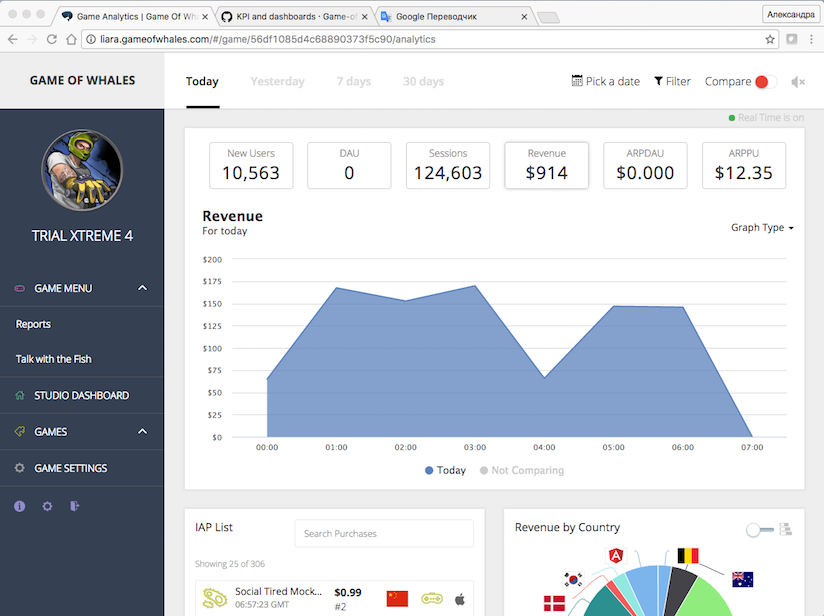 Game Analytics | Game Of Wh
KPI and dashboards · Game-o
Google Переводчик
Александра
liara.gameofwhales.com/#/game/56df1085d4c68890373f5c90/analytics
GAME OF WHALES
Today
Yesterday
7 days
30 days
Pick a date
Filter
Compare
Real Time is on
TRIAL XTREME 4
GAME MENU
Reports
Talk with the Fish
STUDIO DASHBOARD
GAMES
GAME SETTINGS
New Users
10,563
DAU
0
Sessions
124,603
Revenue
$914
ARPDAU
$0.000
ARPPU
$12.35
Revenue
For today
Graph Type
$200
$175
$150
$125
$100
$75
$50
$25
$0
00:00
01:00
02:00
03:00
04:00
05:00
06:00
07:00
Today
Not Comparing
IAP List
Search Purchases
Showing 25 of 306
Social Tired Mock...
06:57:23 GMT
$0.99
#2
Revenue by Country